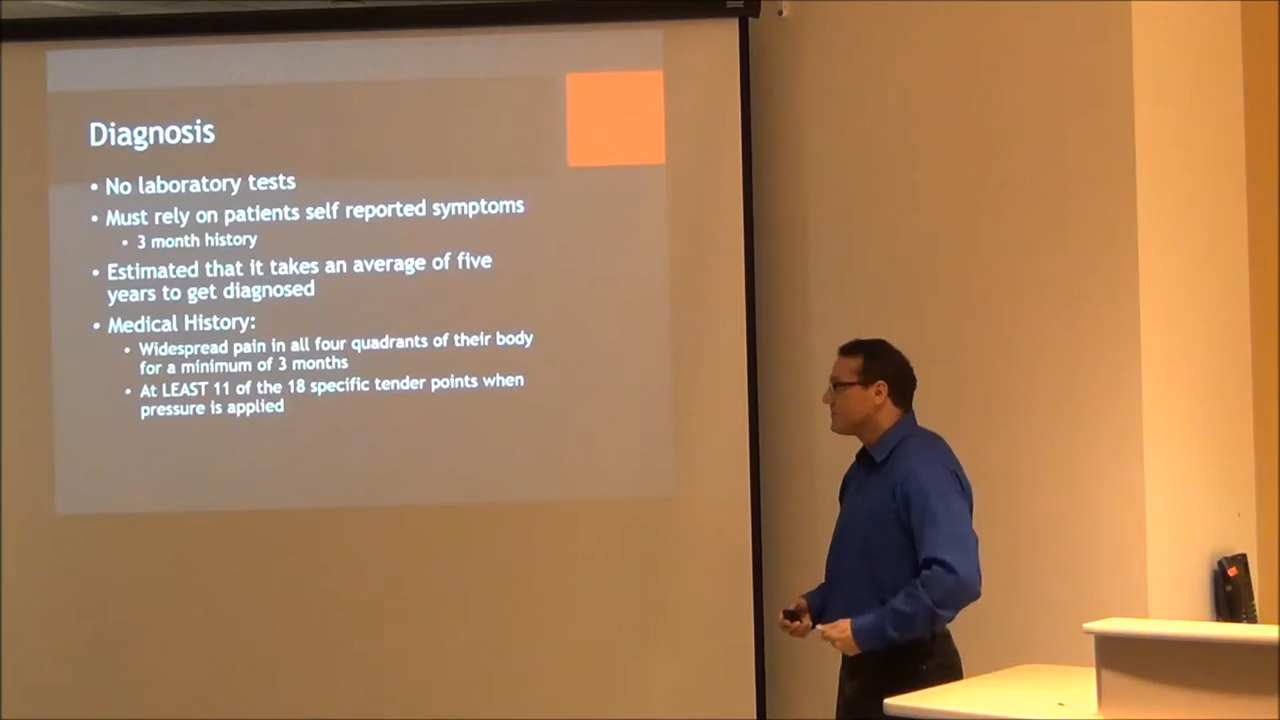 Diagnosis
• No laboratory tests
• Must rely on patients self reported symptoms
• 3 month history
• Estimated that it takes an average of five
years to get diagnosed
• Medical History:
• Widespread pain in all four quadrants of their body
for a minimum of 3 months
• At LEAST 11 of the 18 specific tender points when
pressure is applied